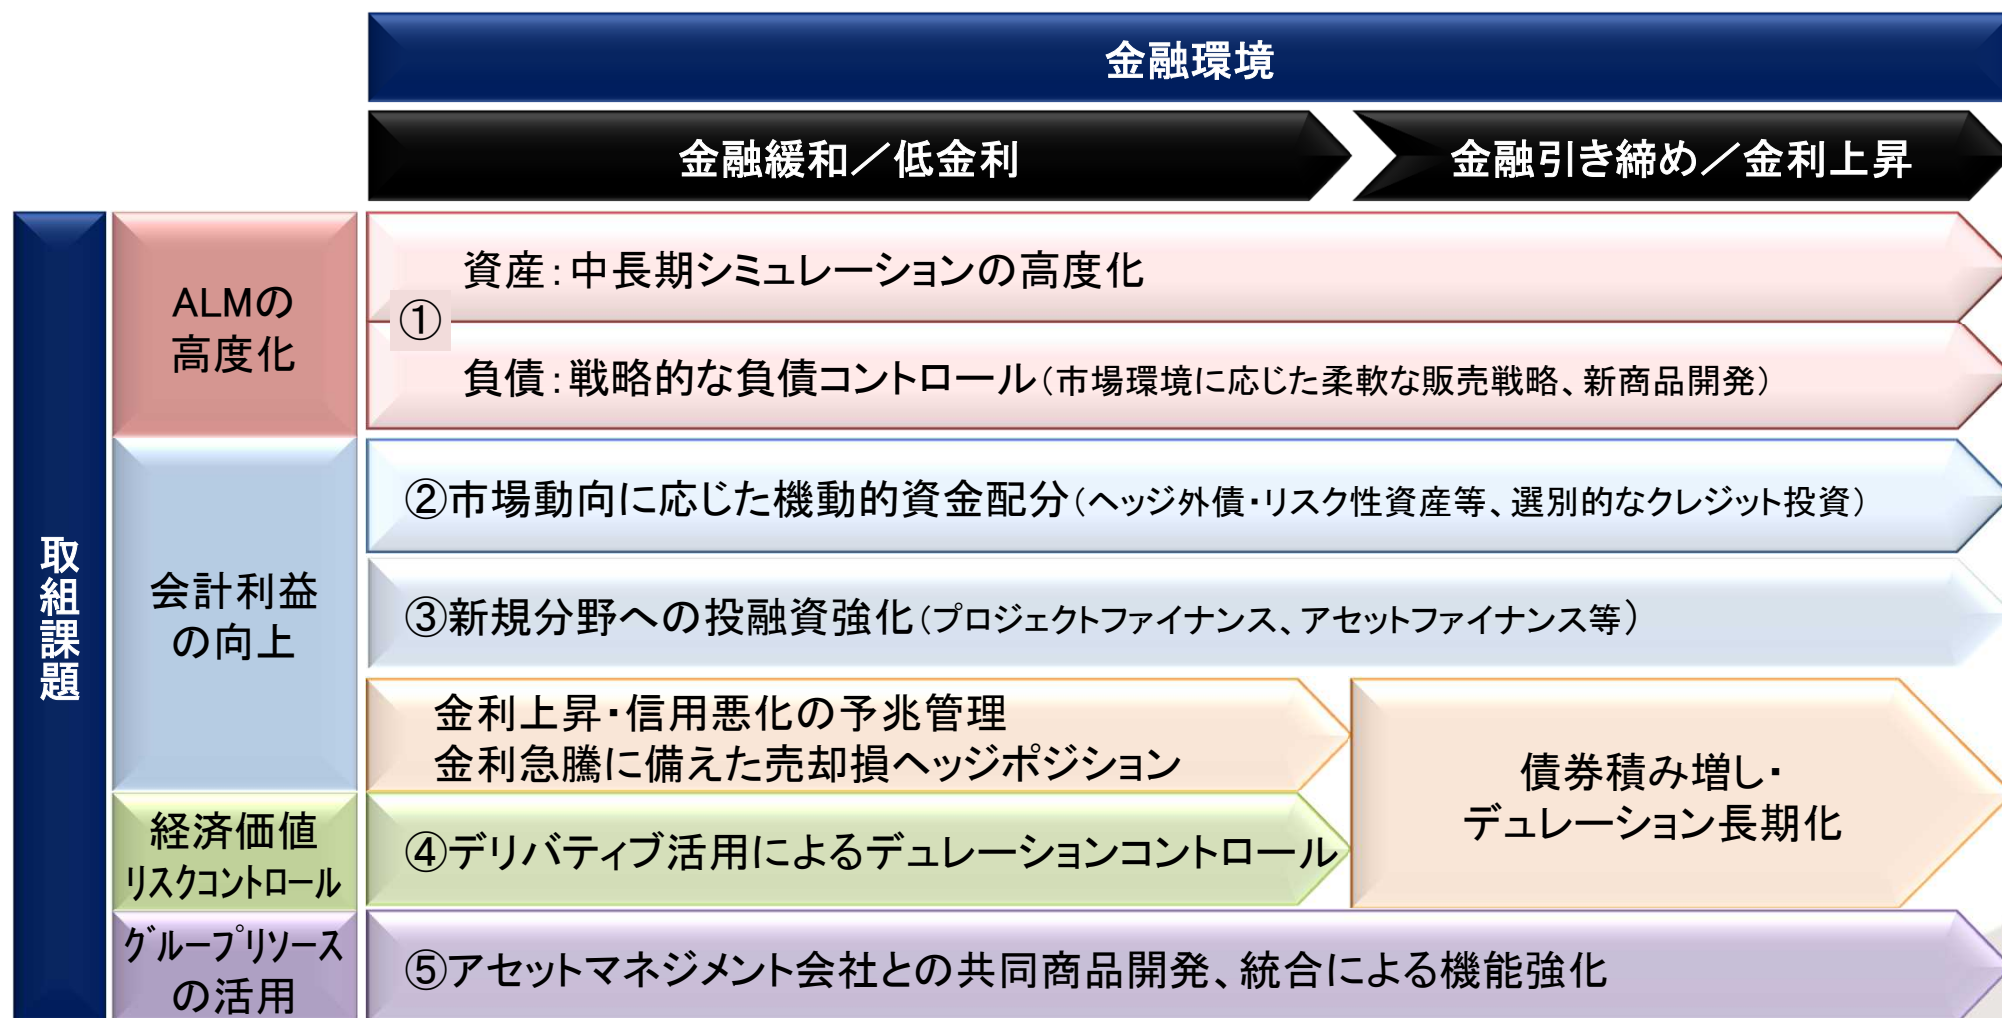 金融環境
金融緩和／低金利
金融引き締め／金利上昇
取組課題
ALMの
高度化
①
資産：中長期シミュレーションの高度化
負債：戦略的な負債コントロール（市場環境に応じた柔軟な販売戦略、新商品開発）
会計利益
の向上
②市場動向に応じた機動的資金配分（ヘッジ外債・リスク性資産等、選別的なクレジット投資）
③新規分野への投融資強化（プロジェクトファイナンス、アセットファイナンス等）
金利上昇・信用悪化の予兆管理
金利急騰に備えた売却損ヘッジポジション
債券積み増し・
デュレーション長期化
経済価値
リスクコントロール
④デリバティブ活用によるデュレーションコントロール
グループリソース
の活用
⑤アセットマネジメント会社との共同商品開発、統合による機能強化